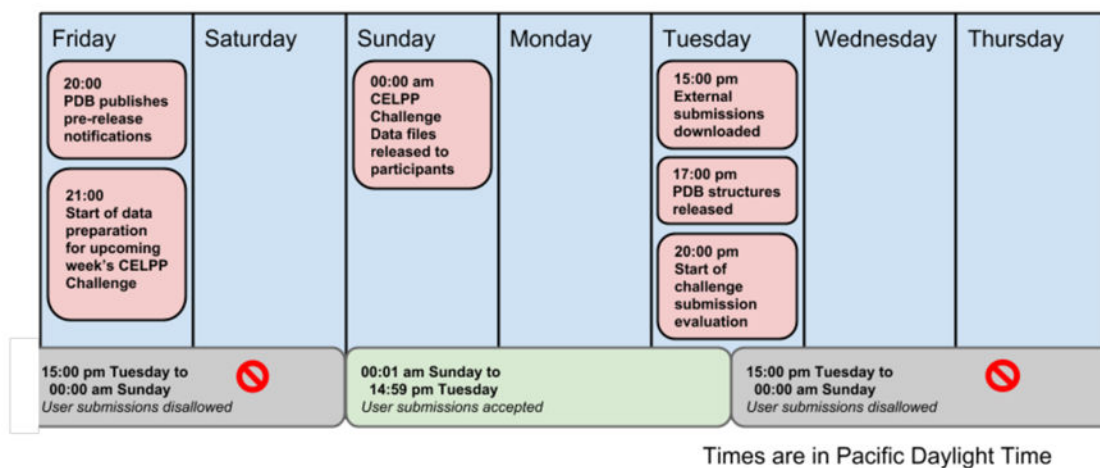 Friday
Saturday
Sunday
Monday
Tuesday
Wednesday
Thursday
20:00
PDB publishes
pre-release
notifications
21:00
Start of data
preparation
for upcoming
week's CELPP
Challenge
00:00 am
CELPP
Challenge
Data files
released to
participants
15:00 pm
External
submissions
downloaded
17:00 pm
PDB structures
released
20:00 pm
Start of
challenge
submission
evaluation
15:00 pm Tuesday to
00:00 am Sunday
User submissions disallowed
00:01 am Sunday to
14:59 pm Tuesday
User submissions accepted
15:00 pm Tuesday to
00:00 am Sunday
User submissions disallowed
Times are in Pacific Daylight Time